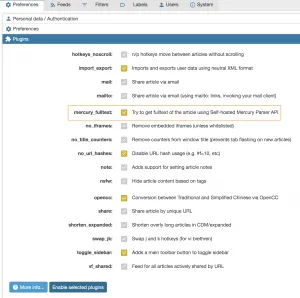 Preferences Feeds Filters Labels Users System
Personal data / Authentication
Preferences
Plugins
hotkeys_noscroll: n/p hotkeys move between articles without scrolling
import_export: Imports and exports user data using neutral XML format
mail: Share article via email
mailto: Share article via email (using mailto: links, invoking your mail client)
mercury_fulltext: Try to get fulltext of the article using Self-hosted Mercury Parser API
no_iframes: Remove embedded iframes (unless whitelisted)
no_title_counters: Remove counters from window title (prevents tab flashing on new articles)
no_url_hashes: Disable URL hash usage (e.g. #f=10, etc)
note: Adds support for setting article notes
nsfw: Hide article content based on tags
opencc: Conversion between Traditional and Simplified Chinese via OpenCC
share: Share article by unique URL
shorten_expanded: Shorten overly long articles in CDM/expanded
swap_jk: Swap j and k hotkeys (for vi brethren)
toggle_sidebar: Adds a main toolbar button to toggle sidebar
vf_shared: Feed for all articles actively shared by URL
More info... Enable selected plugins